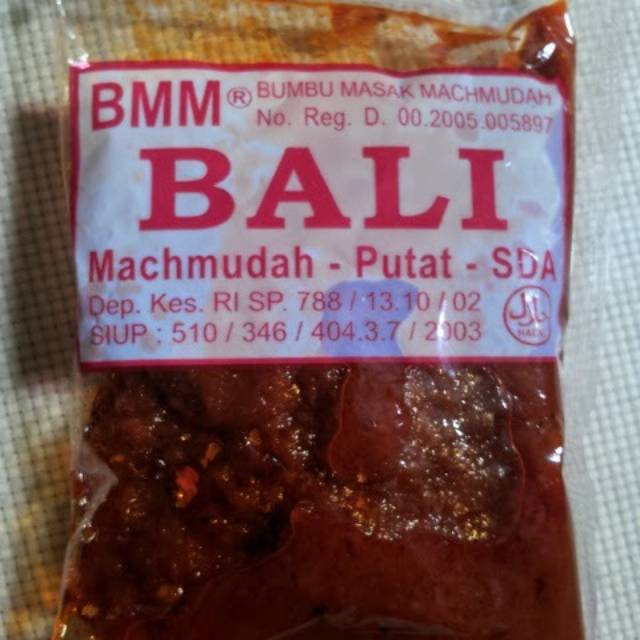 BMM® BUMBU MASAK MACHMUDAH
No. Reg. D. 00.2005.005897
BALI
Machmudah - Putat - SDA
Dep. Kes. RI SP. 788 / 13.10 / 02
SIUP : 510 / 346 / 404.3.7 / 2003
حلال
HALAL